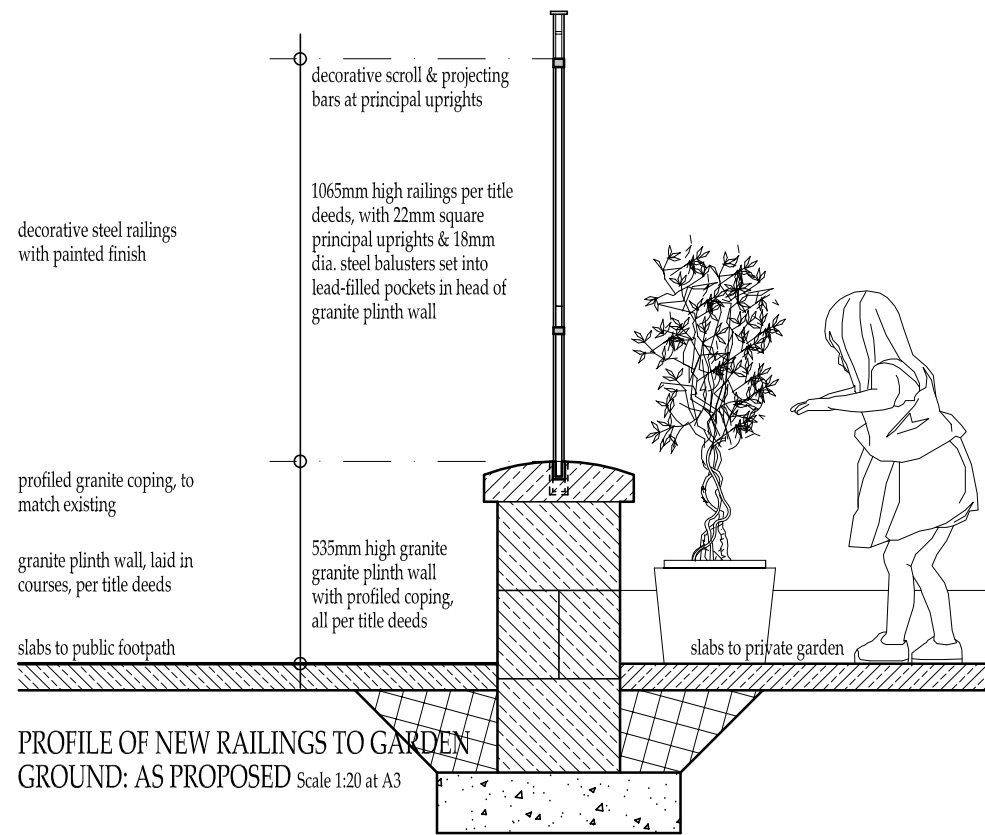 decorative scroll & projecting
bars at principal uprights
1065mm high railings per title
deeds, with 22mm square
principal uprights & 18mm
dia. steel balusters set into
lead-filled pockets in head of
granite plinth wall
decorative steel railings
with painted finish
profiled granite coping, to
match existing
granite plinth wall, laid in
courses, per title deeds
535mm high granite
granite plinth wall
with profiled coping,
all per title deeds
slabs to public footpath
slabs to private garden
PROFILE OF NEW RAILINGS TO GARDEN
GROUND: AS PROPOSED Scale 1:20 at A3